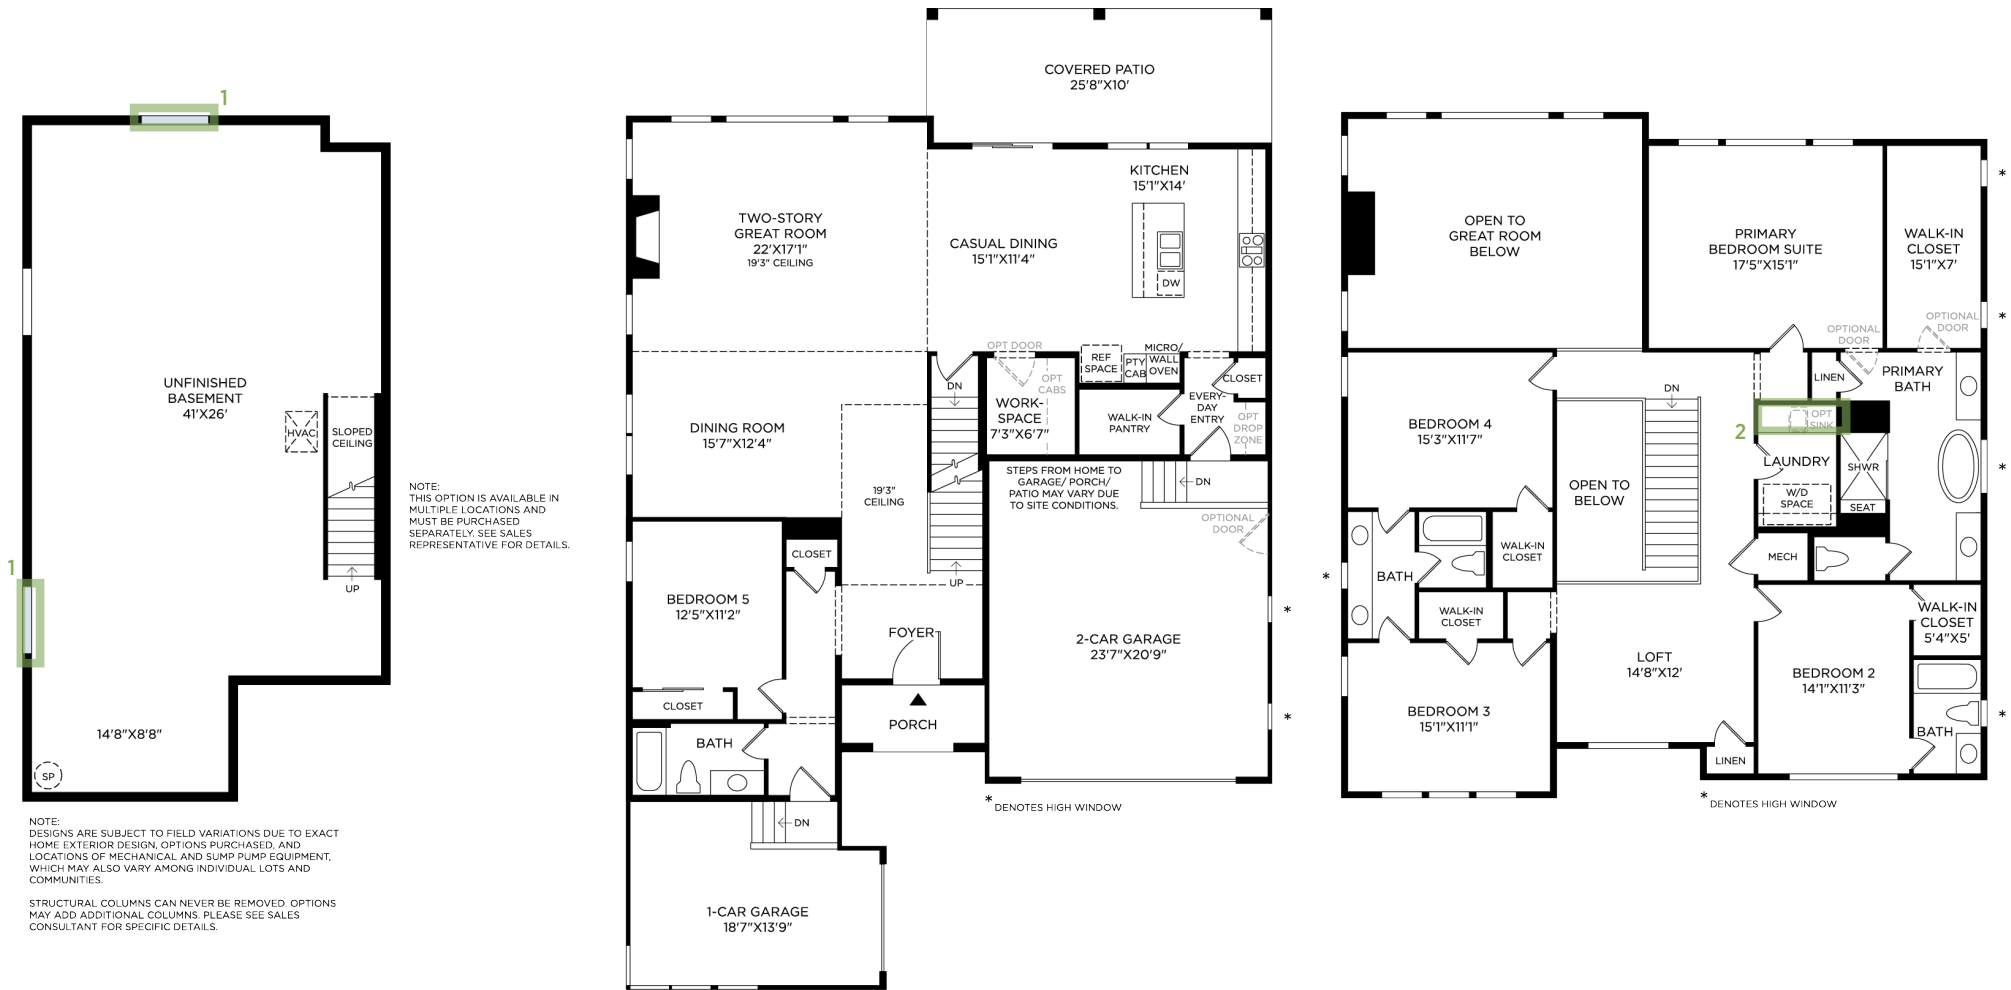 1
UNFINISHED
BASEMENT
41'X26'
HVAC
SLOPED
CEILING
UP
1
14'8"X8'8"
SP
NOTE:
THIS OPTION IS AVAILABLE IN
MULTIPLE LOCATIONS AND
MUST BE PURCHASED
SEPARATELY. SEE SALES
REPRESENTATIVE FOR DETAILS.
NOTE:
DESIGNS ARE SUBJECT TO FIELD VARIATIONS DUE TO EXACT
HOME EXTERIOR DESIGN, OPTIONS PURCHASED, AND
LOCATIONS OF MECHANICAL AND SUMP PUMP EQUIPMENT,
WHICH MAY ALSO VARY AMONG INDIVIDUAL LOTS AND
COMMUNITIES.
STRUCTURAL COLUMNS CAN NEVER BE REMOVED. OPTIONS
MAY ADD ADDITIONAL COLUMNS. PLEASE SEE SALES
CONSULTANT FOR SPECIFIC DETAILS.
COVERED PATIO
25'8"X10'
KITCHEN
15'1"X14'
TWO-STORY
GREAT ROOM
22'X17'1"
19'3" CEILING
CASUAL DINING
15'1"X11'4"
DW
OPT DOOR
REF
SPACE
PTY
CAB
MICRO/
WALL
OVEN
DN
OPT
CABS
CLOSET
WORK-
SPACE
7'3"X6'7"
WALK-IN
PANTRY
EVERY-
DAY
ENTRY
OPT
DROP
ZONE
DINING ROOM
15'7"X12'4"
19'3"
CEILING
STEPS FROM HOME TO
GARAGE/ PORCH/
PATIO MAY VARY DUE
TO SITE CONDITIONS.
DN
OPTIONAL
DOOR
CLOSET
UP
BEDROOM 5
12'5"X11'2"
FOYER
2-CAR GARAGE
23'7"X20'9"
*
*
CLOSET
PORCH
BATH
DN
* DENOTES HIGH WINDOW
1-CAR GARAGE
18'7"X13'9"
OPEN TO
GREAT ROOM
BELOW
PRIMARY
BEDROOM SUITE
17'5"X15'1"
WALK-IN
CLOSET
15'1"X7'
*
*
OPTIONAL
DOOR
OPTIONAL
DOOR
LINEN
PRIMARY
BATH
DN
OPT
SINK
2
BEDROOM 4
15'3"X11'7"
LAUNDRY
SHWR
*
OPEN TO
BELOW
W/D
SPACE
SEAT
WALK-IN
CLOSET
MECH
BATH
*
WALK-IN
CLOSET
WALK-IN
CLOSET
5'4"X5'
LOFT
14'8"X12'
BEDROOM 2
14'1"X11'3"
BEDROOM 3
15'1"X11'1"
BATH
*
LINEN
* DENOTES HIGH WINDOW